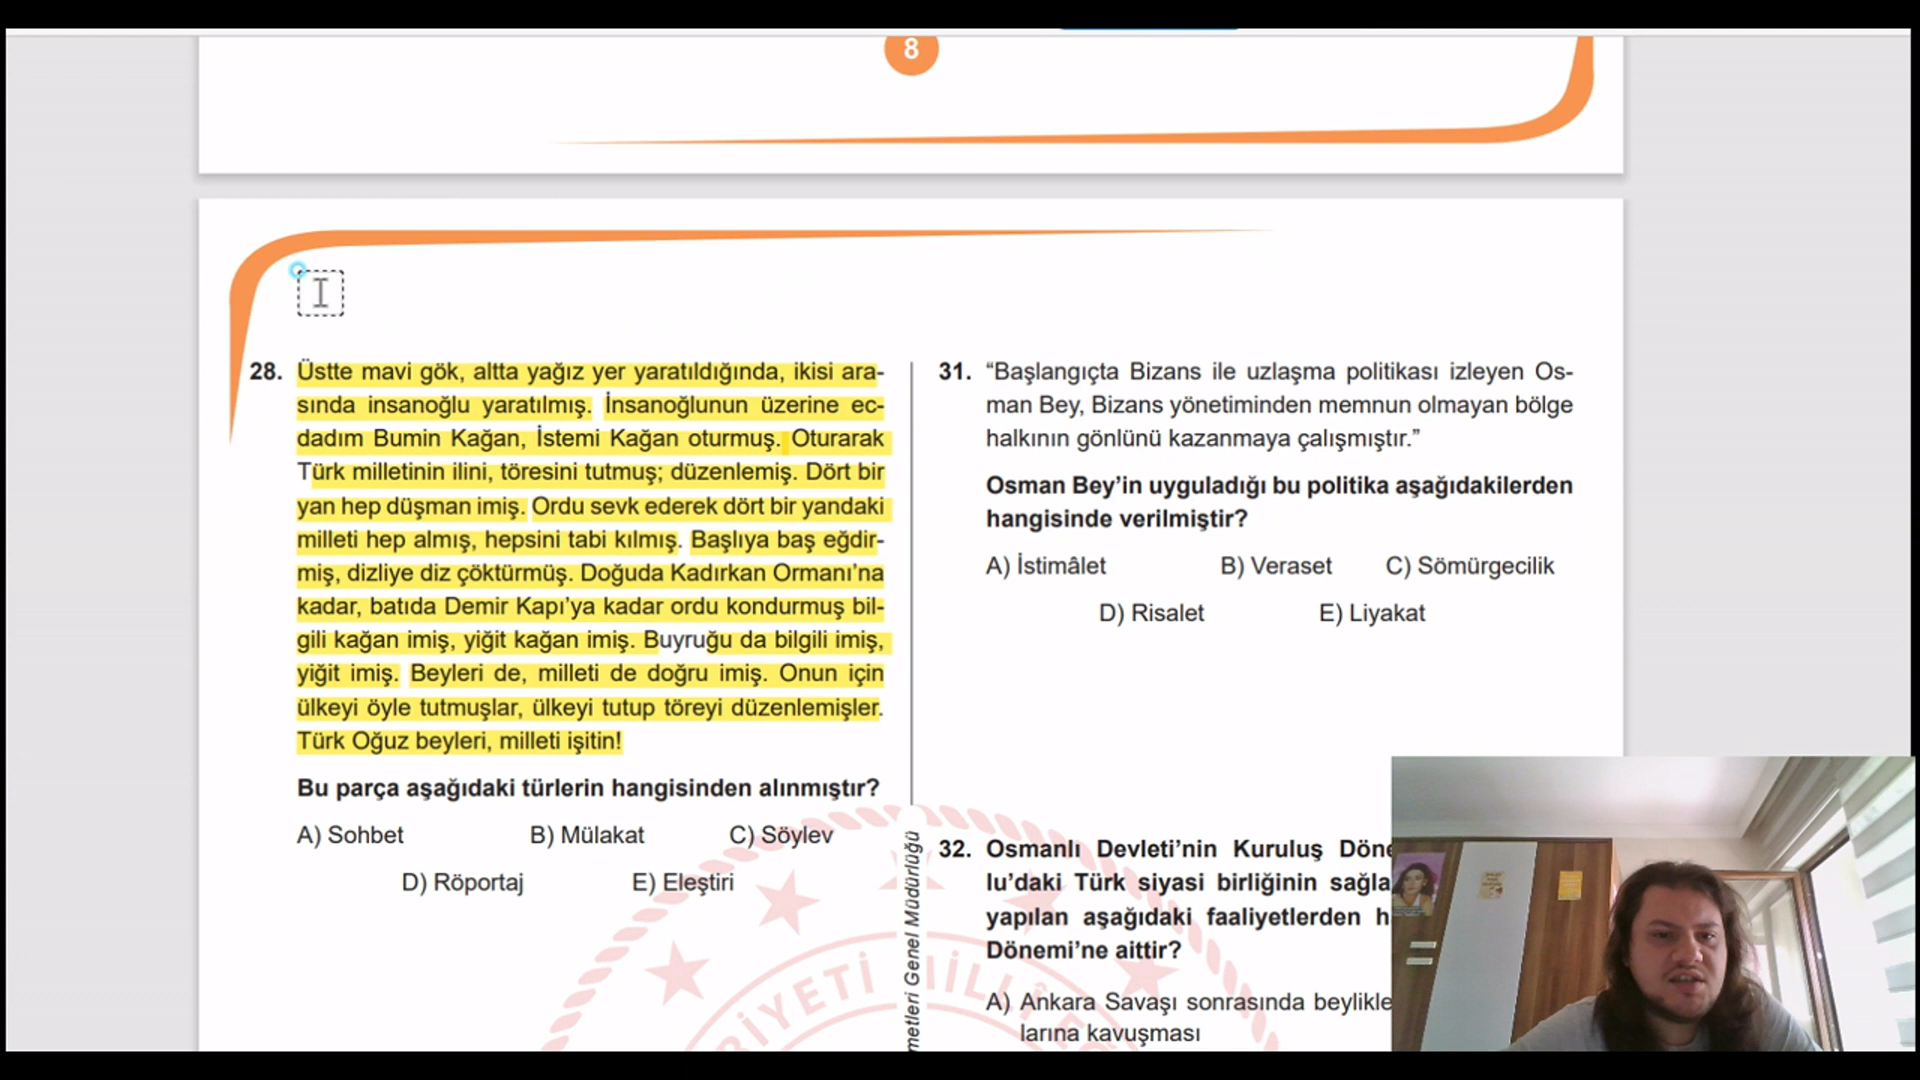 8
28. Üstte mavi gök, altta yağız yer yaratıldığında, ikisi ara-
sında insanoğlu yaratılmış. İnsanoğlunun üzerine ec-
dadım Bumin Kağan, İstemi Kağan oturmuş. Oturarak
Türk milletinin ilini, töresini tutmuş; düzenlemiş. Dört bir
yan hep düşman imiş. Ordu sevk ederek dört bir yandaki
milleti hep almış, hepsini tabi kılmış. Başlıya baş eğdir-
miş, dizliye diz çöktürmüş. Doğuda Kadırkan Ormanı’na
kadar, batıda Demir Kapı’ya kadar ordu kondurmuş bil-
gili kağan imiş, yiğit kağan imiş. Buyruğu da bilgili imiş,
yiğit imiş. Beyleri de, milleti de doğru imiş. Onun için
ülkeyi öyle tutmuşlar, ülkeyi tutup töreyi düzenlemişler.
Türk Oğuz beyleri, milleti işitin!
Bu parça aşağıdaki türlerin hangisinden alınmıştır?
A) Sohbet B) Mülakat C) Söylev
D) Röportaj E) Eleştiri
metleri Genel Müdürlüğü
RİYETİ MİLLÎ
31. “Başlangıçta Bizans ile uzlaşma politikası izleyen Os-
man Bey, Bizans yönetiminden memnun olmayan bölge
halkının gönlünü kazanmaya çalışmıştır.”
Osman Bey’in uyguladığı bu politika aşağıdakilerden
hangisinde verilmiştir?
A) İstimâlet B) Veraset C) Sömürgecilik
D) Risalet E) Liyakat
32. Osmanlı Devleti’nin Kuruluş Döne
lu’daki Türk siyasi birliğinin sağla
yapılan aşağıdaki faaliyetlerden h
Dönemi’ne aittir?
A) Ankara Savaşı sonrasında beylikle
larına kavuşması